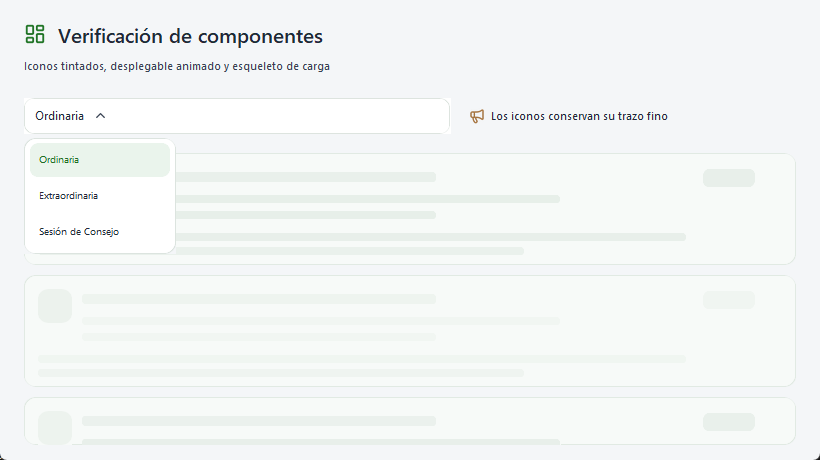 Verificación de componentes
Iconos tintados, desplegable animado y esqueleto de carga
Ordinaria
Los iconos conservan su trazo fino
Ordinaria
Extraordinaria
Sesión de Consejo